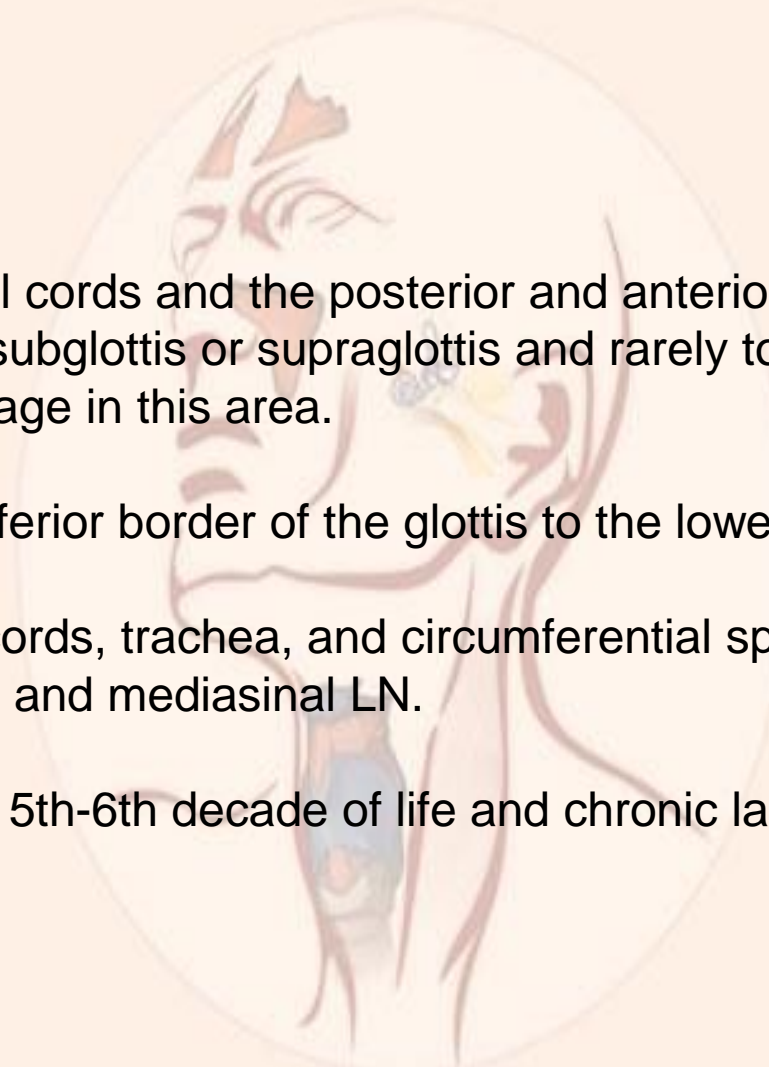 l cords and the posterior and anterio
subglottis or supraglottis and rarely to
age in this area.
ferior border of the glottis to the lowe
ords, trachea, and circumferential sp
and mediasinal LN.
5th-6th decade of life and chronic la